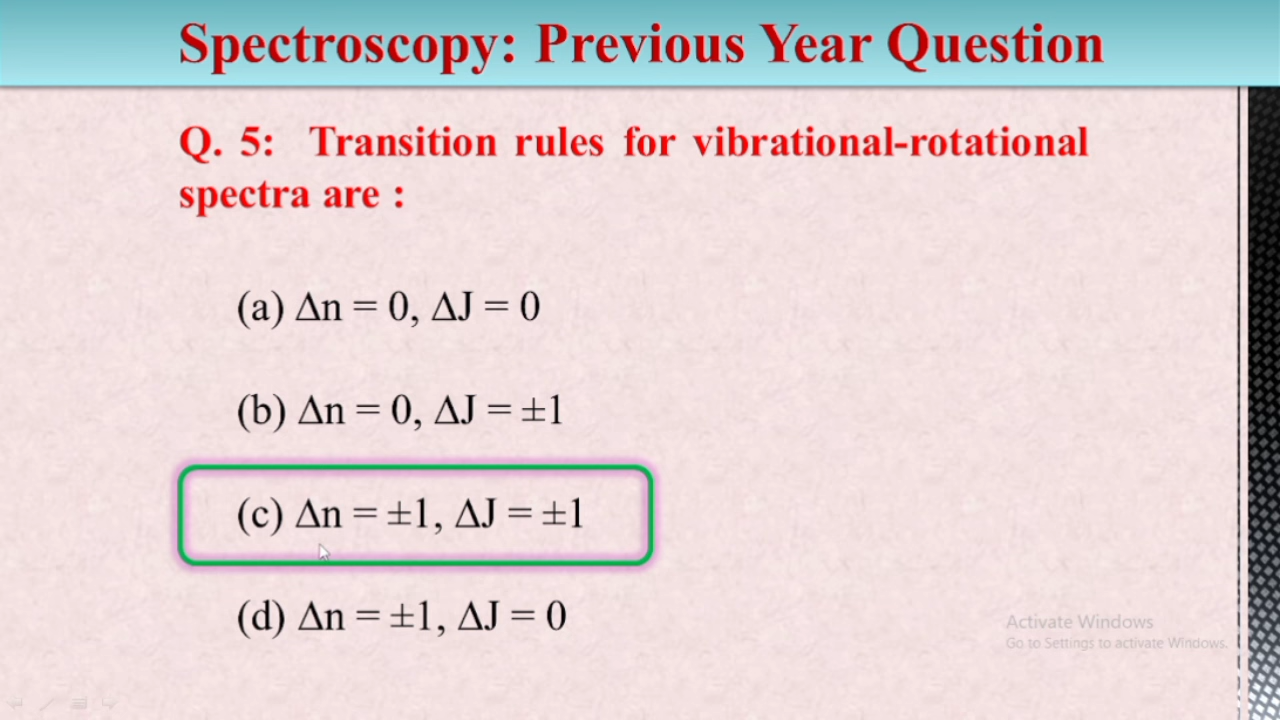 Spectroscopy: Previous Year Question
Q. 5: Transition rules for vibrational-rotational
spectra are :
(a) Δn = 0, ΔJ = 0
(b) Δn = 0, ΔJ = ±1
(c) Δn = ±1, ΔJ = ±1
(d) Δn = ±1, ΔJ = 0
Activate Windows
Go to Settings to activate Windows.